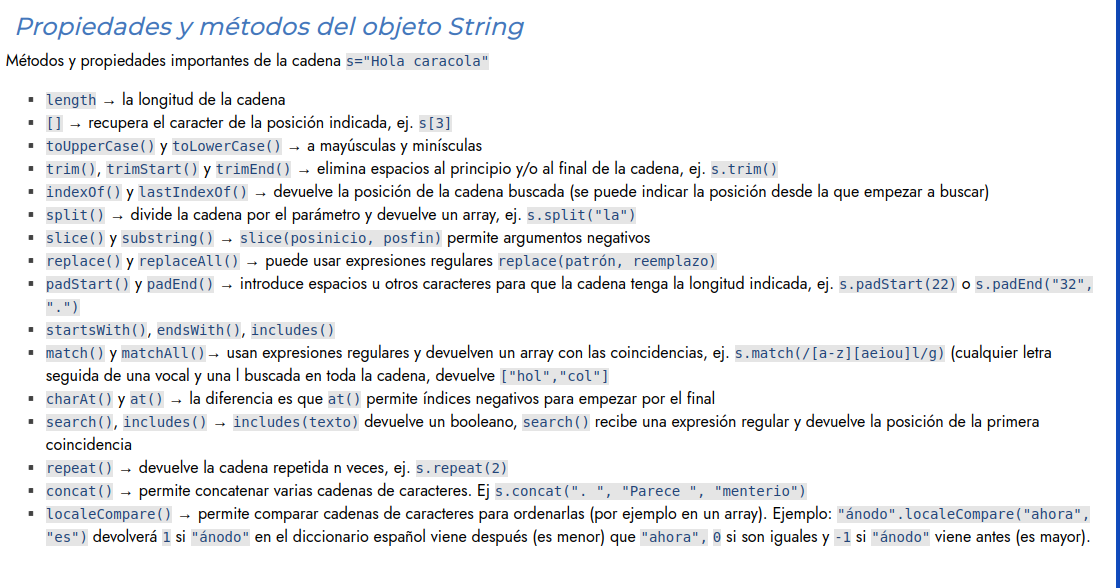 Propiedades y métodos del objeto String
Métodos y propiedades importantes de la cadena s="Hola caracola"
▪ length → la longitud de la cadena
▪ [] → recupera el caracter de la posición indicada, ej. s[3]
▪ toUpperCase() y toLowerCase() → a mayúsculas y minísculas
▪ trim(), trimStart() y trimEnd() → elimina espacios al principio y/o al final de la cadena, ej. s.trim()
▪ indexOf() y lastIndexOf() → devuelve la posición de la cadena buscada (se puede indicar la posición desde la que empezar a buscar)
▪ split() → divide la cadena por el parámetro y devuelve un array, ej. s.split("la")
▪ slice() y substring() → slice(posinicio, posfin) permite argumentos negativos
▪ replace() y replaceAll() → puede usar expresiones regulares replace(patrón, reemplazo)
▪ padStart() y padEnd() → introduce espacios u otros caracteres para que la cadena tenga la longitud indicada, ej. s.padStart(22) o s.padEnd("32",
".")
▪ startsWith(), endsWith(), includes()
▪ match() y matchAll()→ usan expresiones regulares y devuelven un array con las coincidencias, ej. s.match(/[a-z][aeiou]l/g) (cualquier letra
seguida de una vocal y una l buscada en toda la cadena, devuelve ["hol","col"]
▪ charAt() y at() → la diferencia es que at() permite índices negativos para empezar por el final
▪ search(), includes() → includes(texto) devuelve un booleano, search() recibe una expresión regular y devuelve la posición de la primera
coincidencia
▪ repeat() → devuelve la cadena repetida n veces, ej. s.repeat(2)
▪ concat() → permite concatenar varias cadenas de caracteres. Ej s.concat(". ", "Parece ", "menterio")
▪ localeCompare() → permite comparar cadenas de caracteres para ordenarlas (por ejemplo en un array). Ejemplo: "ánodo".localeCompare("ahora",
"es") devolverá 1 si "ánodo" en el diccionario español viene después (es menor) que "ahora", 0 si son iguales y -1 si "ánodo" viene antes (es mayor).